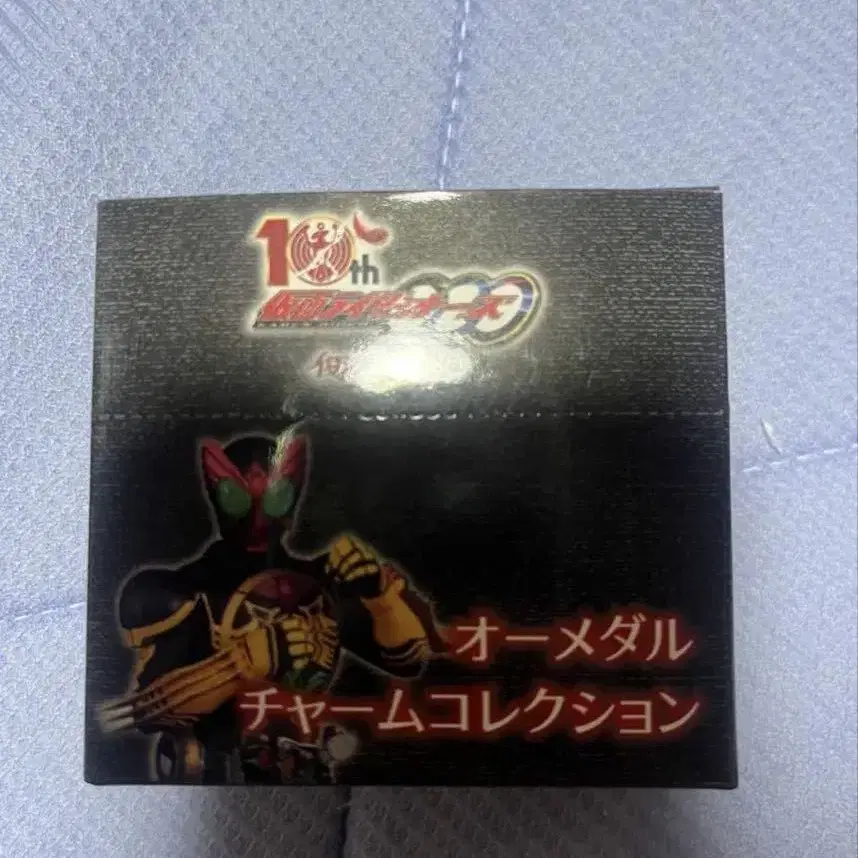 10th
仮面ライダーオーズ
オーメダル
チャームコレクション